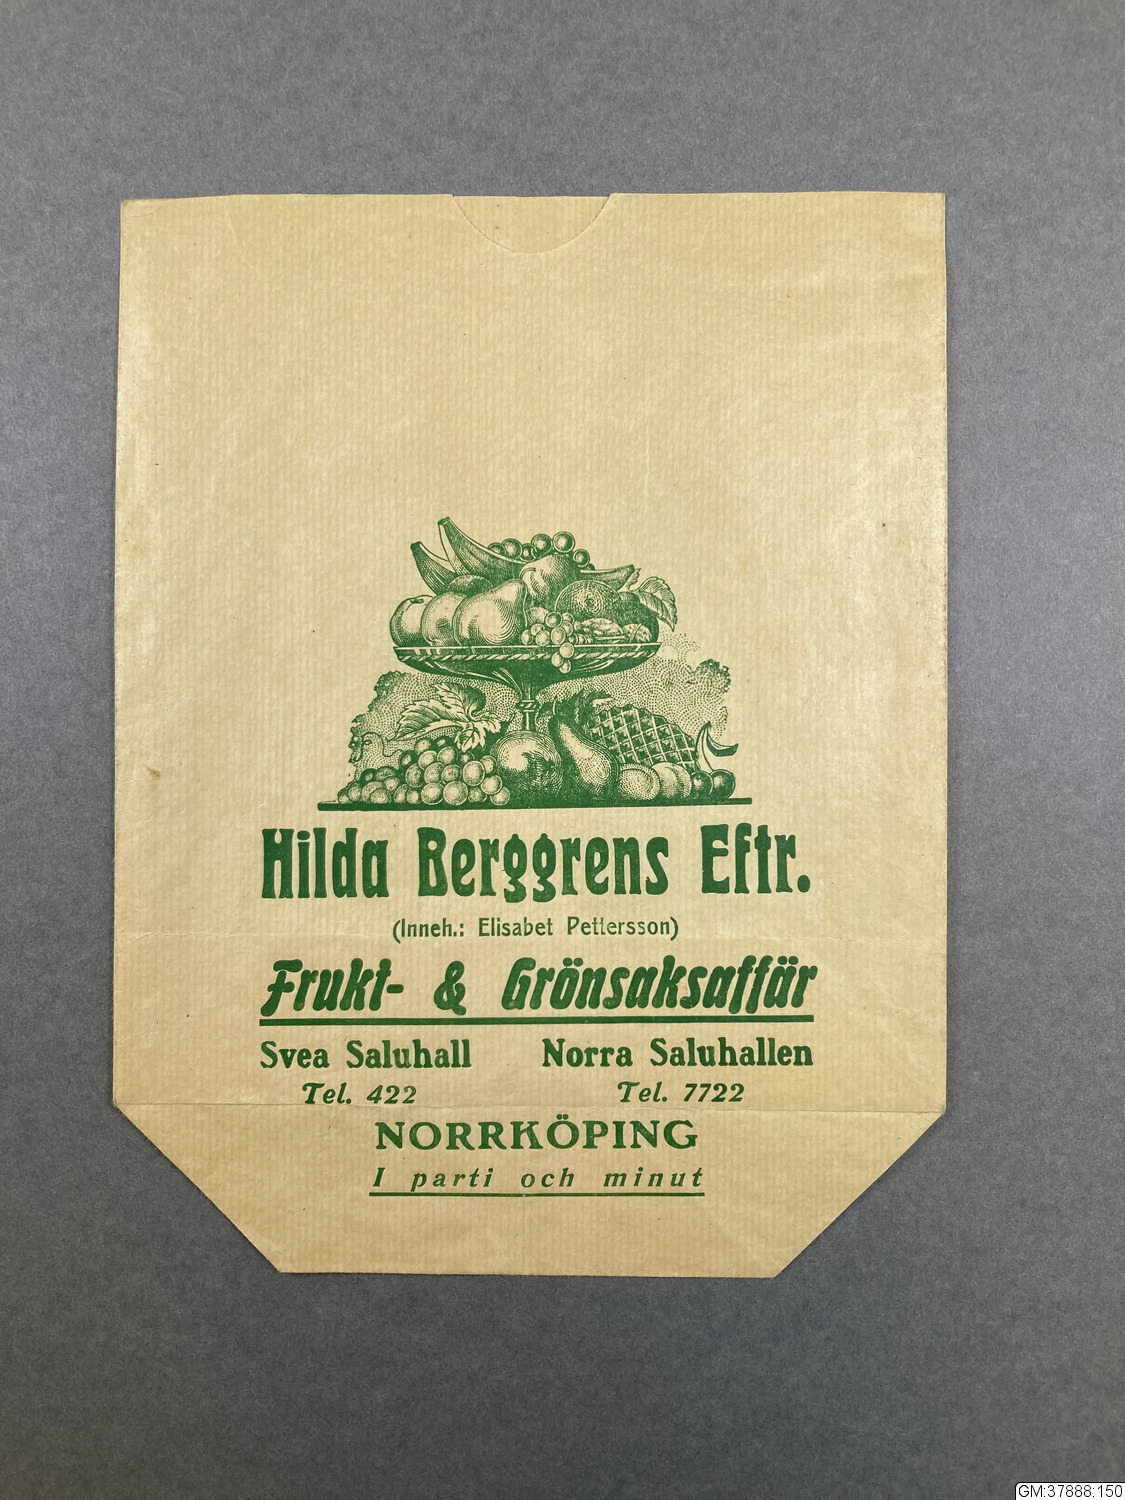 Hilda Berggrens Eftr.
(Inneh.: Elisabet Pettersson)
Frukt- & Grönsaksaffär
Svea Saluhall Norra Saluhallen
Tel. 422 Tel. 7722
NORRKÖPING
I parti och minut
GM:37888:150